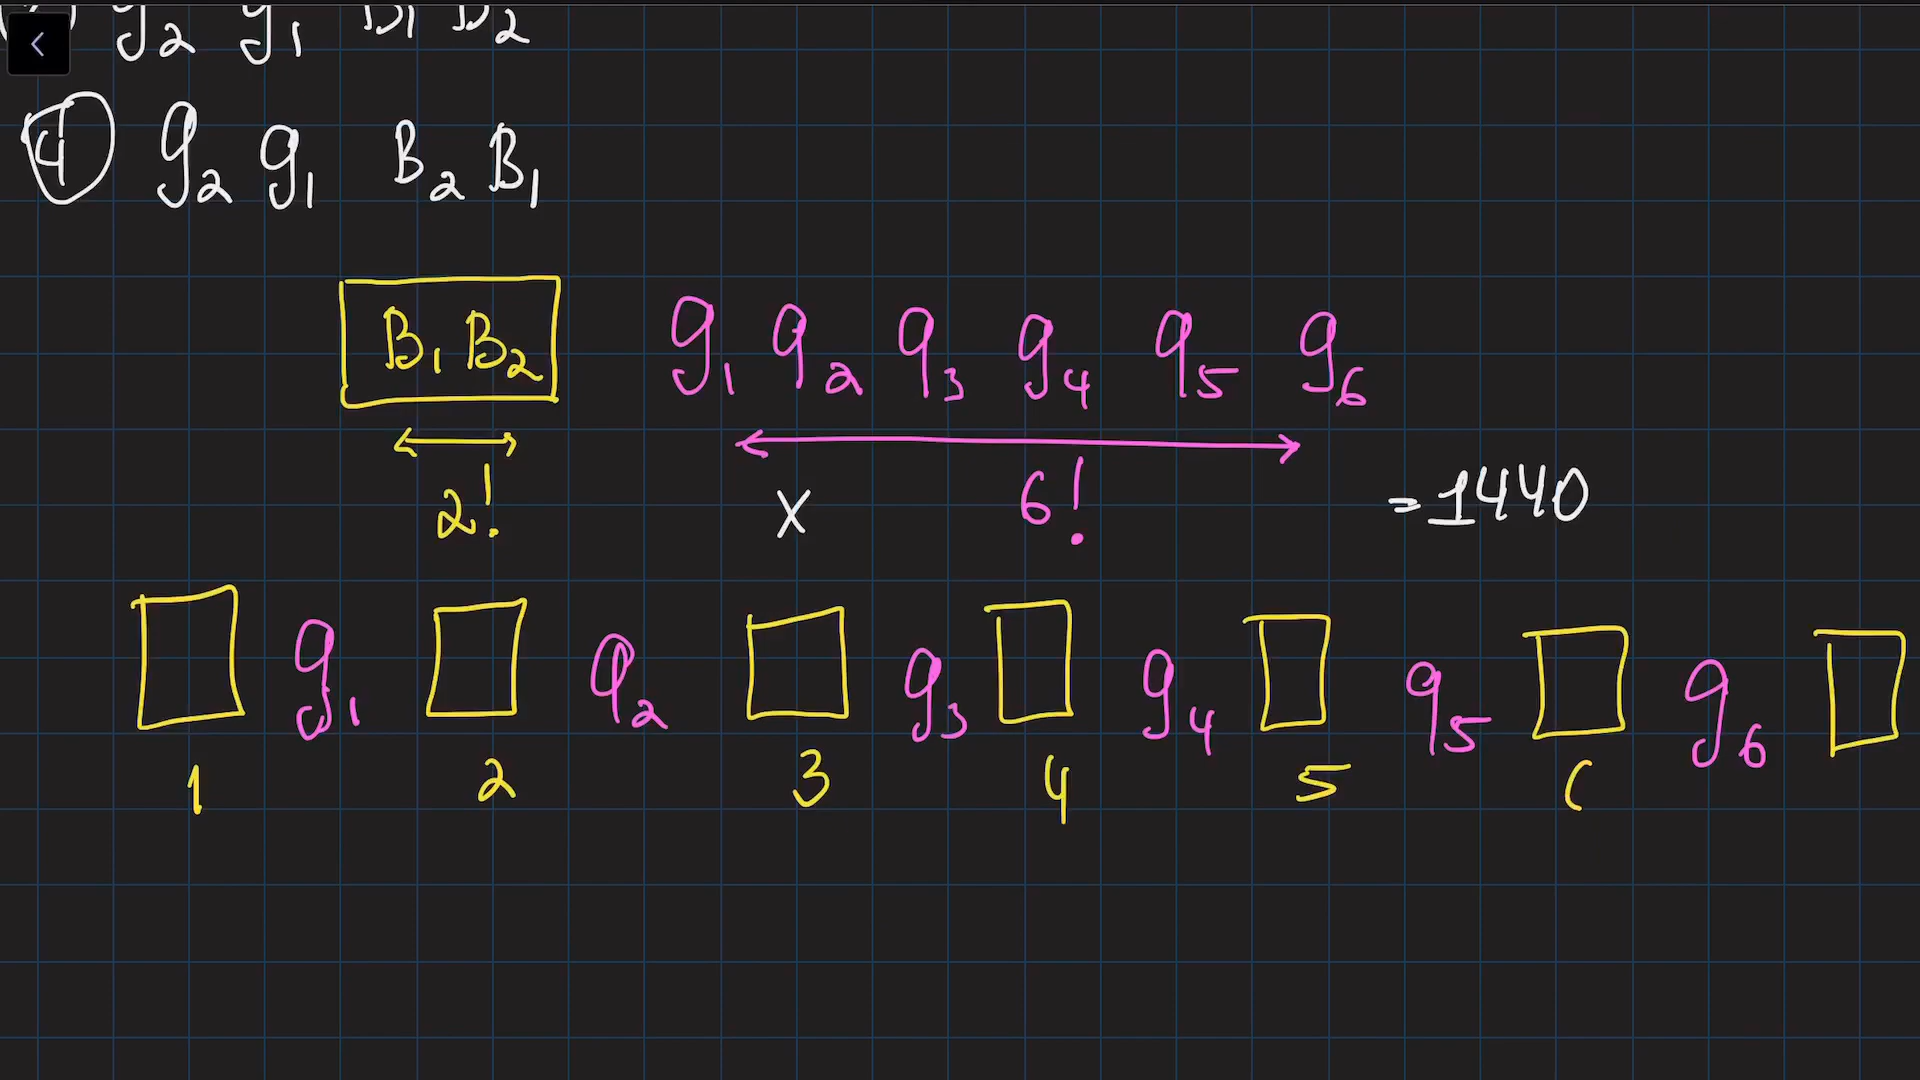 g2 g1 B1 B2
④ g2 g1 B2 B1
B1 B2 g1 g2 g3 g4 g5 g6
2! x 6! = 1440
g1 g2 g3 g4 g5 g6
1 2 3 4 5